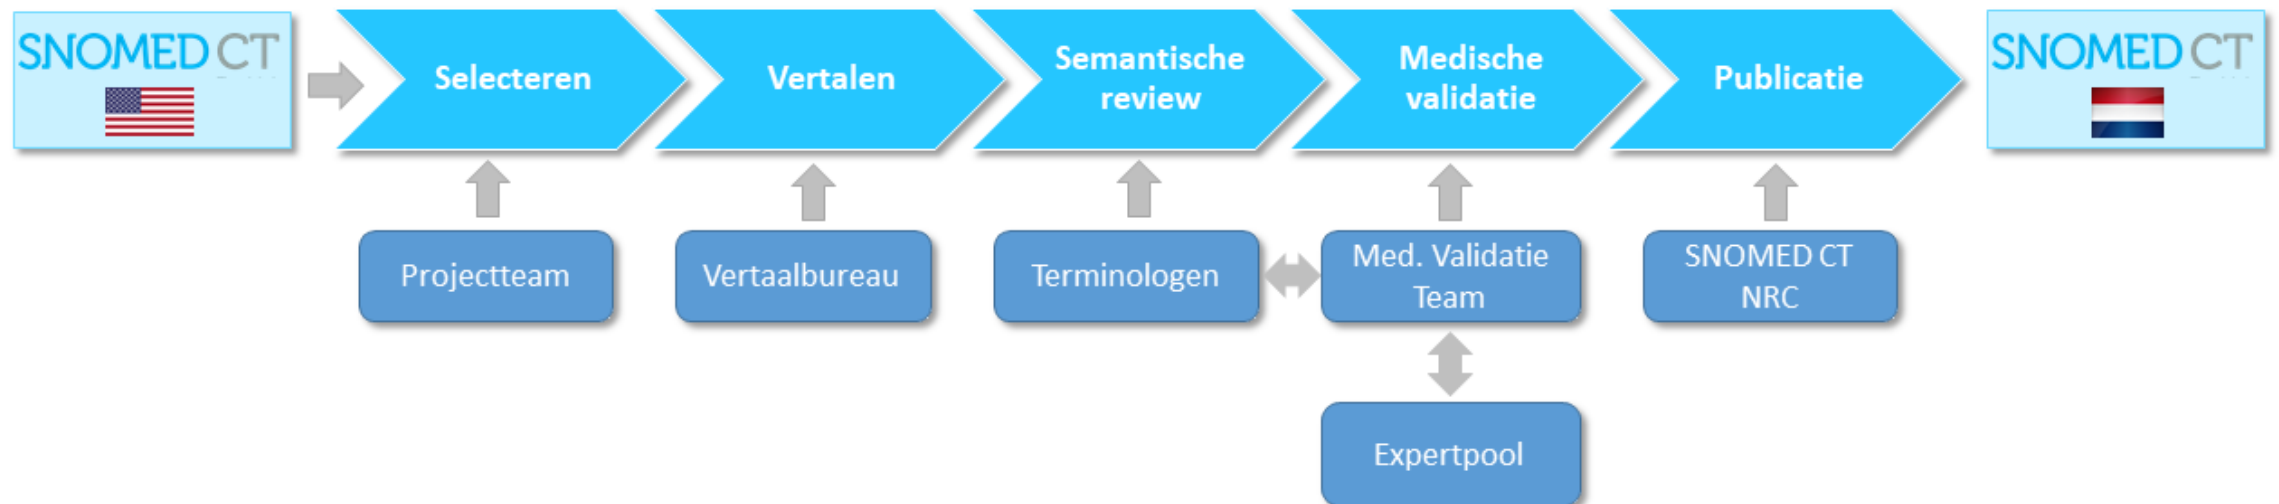 SNOMED CT
Selecteren
Vertalen
Semantische
review
Medische
validatie
Publicatie
SNOMED CT
Projectteam
Vertaalbureau
Terminologen
Med. Validatie
Team
SNOMED CT
NRC
Expertpool